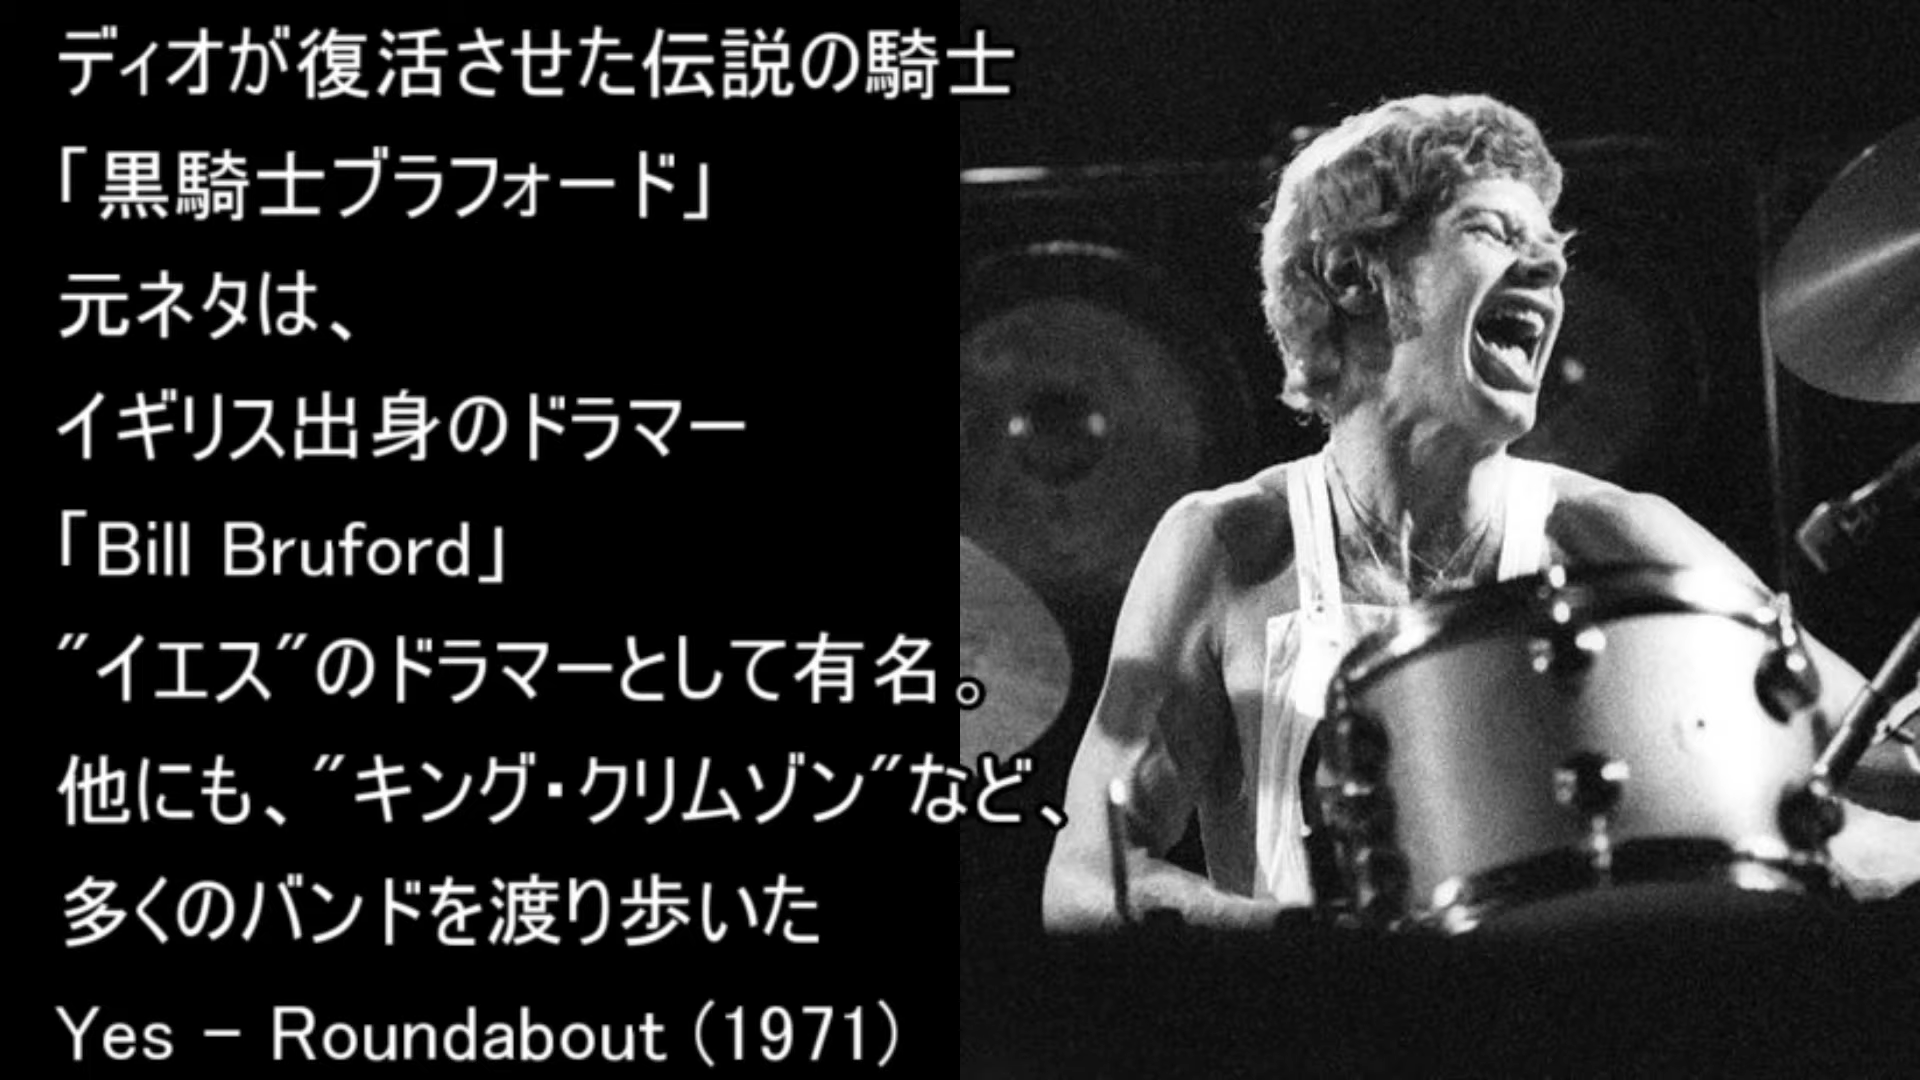 ディオが復活させた伝説の騎士
「黒騎士ブラフォード」
元ネタは、
イギリス出身のドラマー
「Bill Bruford」
"イエス"のドラマーとして有名。
他にも、"キング・クリムゾン"など、
多くのバンドを渡り歩いた
Yes - Roundabout (1971)